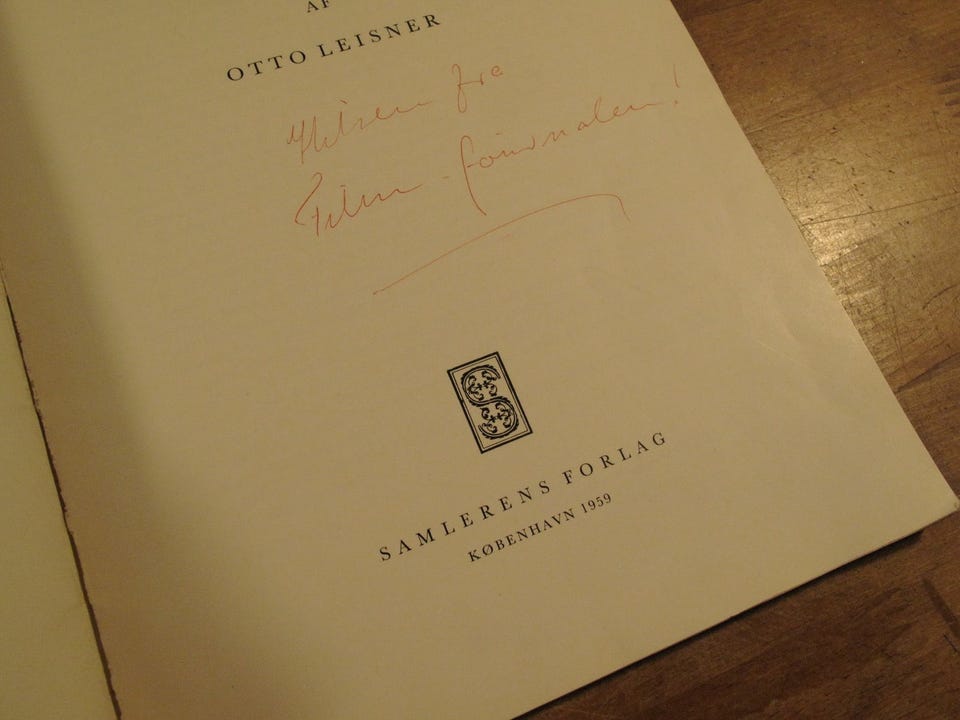 AF
OTTO LEISNER
Hilsen fra
Film-journalen!
S
SAMLERENS FORLAG
KØBENHAVN 1959